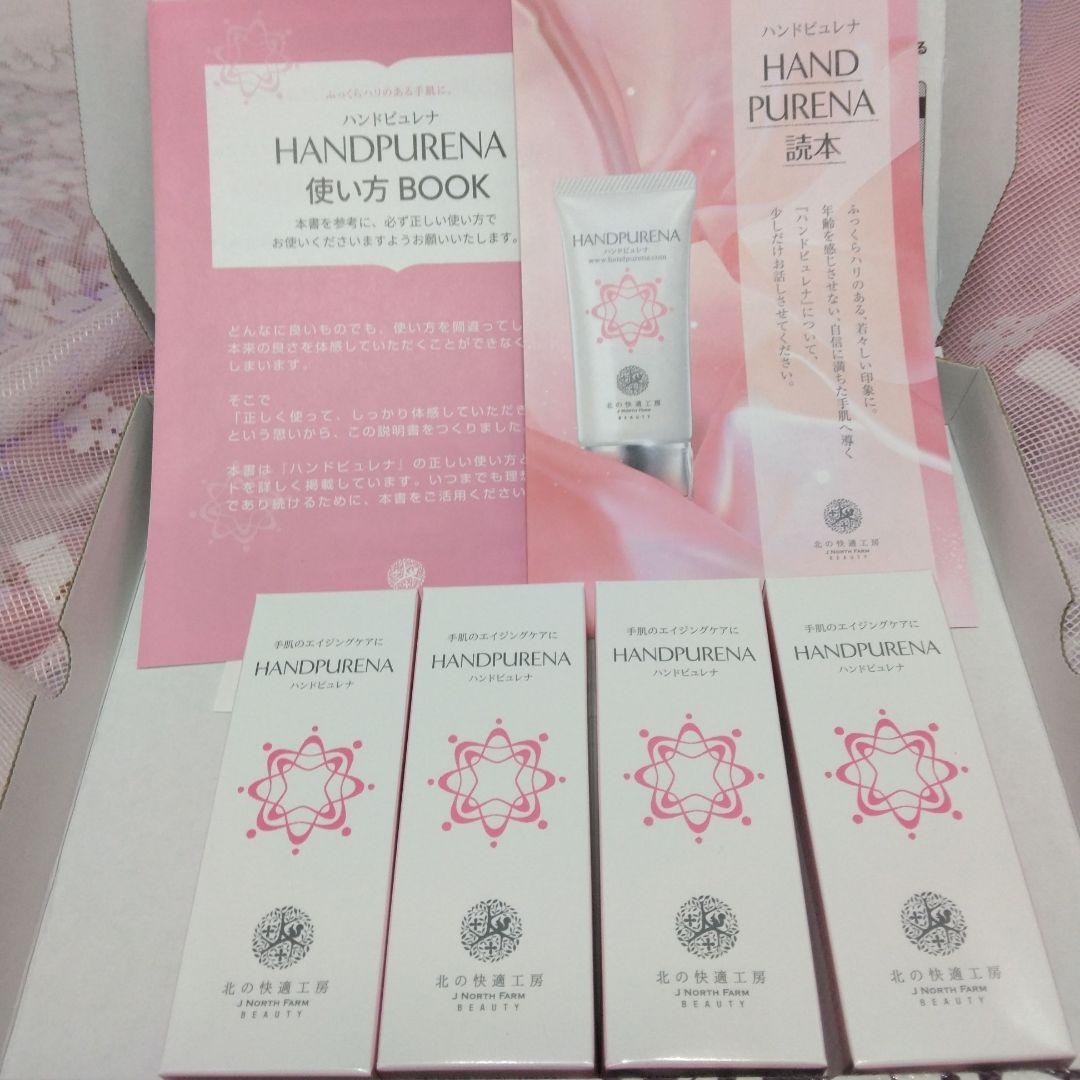 ふっくらハリのある手肌に。
ハンドピュレナ
HANDPURENA
使い方 BOOK
本書を参考に、必ず正しい使い方で
お使いくださいますようお願いいたします。
どんなに良いものでも、使い方を間違ってし
本来の良さを体感していただくことができなく
しまいます。
そこで
「正しく使って、しっかり体感していただき
という思いから、この説明書をつくりました
本書は「ハンドピュレナ」の正しい使い方と
トを詳しく掲載しています。いつまでも理想
であり続けるために、本書をご活用ください
ハンドピュレナ
HAND
PURENA
読本
ふっくらハリのある、若々しい印象に。
年齢を感じさせない、自信に満ちた手肌へ導く
『ハンドピュレナ』について、
少しだけお話しさせてください。
HANDPURENA
ハンドピュレナ
www.handpurena.com
北の快適工房
J NORTH FARM
BEAUTY
北の快適工房
J NORTH FARM
BEAUTY
る
手肌のエイジングケアに
HANDPURENA
ハンドピュレナ
北の快適工房
J NORTH FARM
BEAUTY
手肌のエイジングケアに
HANDPURENA
ハンドピュレナ
北の快適工房
J NORTH FARM
BEAUTY
手肌のエイジングケアに
HANDPURENA
ハンドピュレナ
北の快適工房
J NORTH FARM
BEAUTY
手肌のエイジングケアに
HANDPURENA
ハンドピュレナ
北の快適工房
J NORTH FARM
BEAUTY